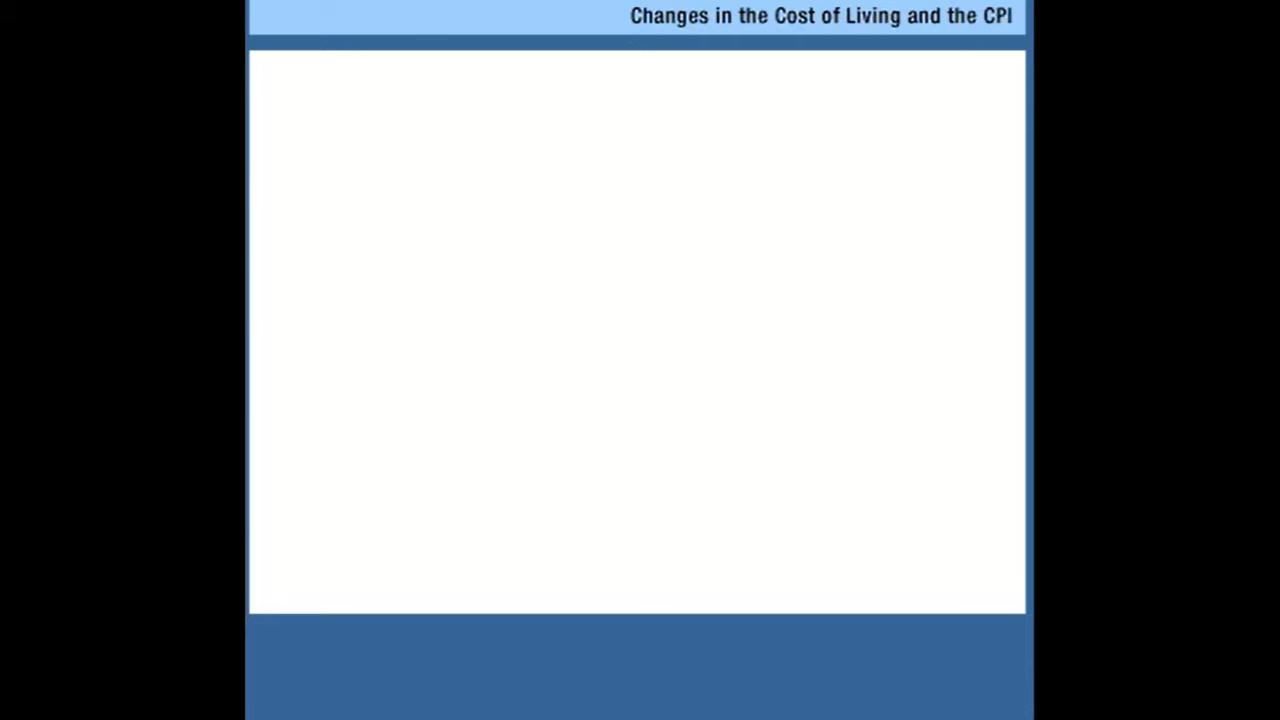 Changes in the Cost of Living and the CPI